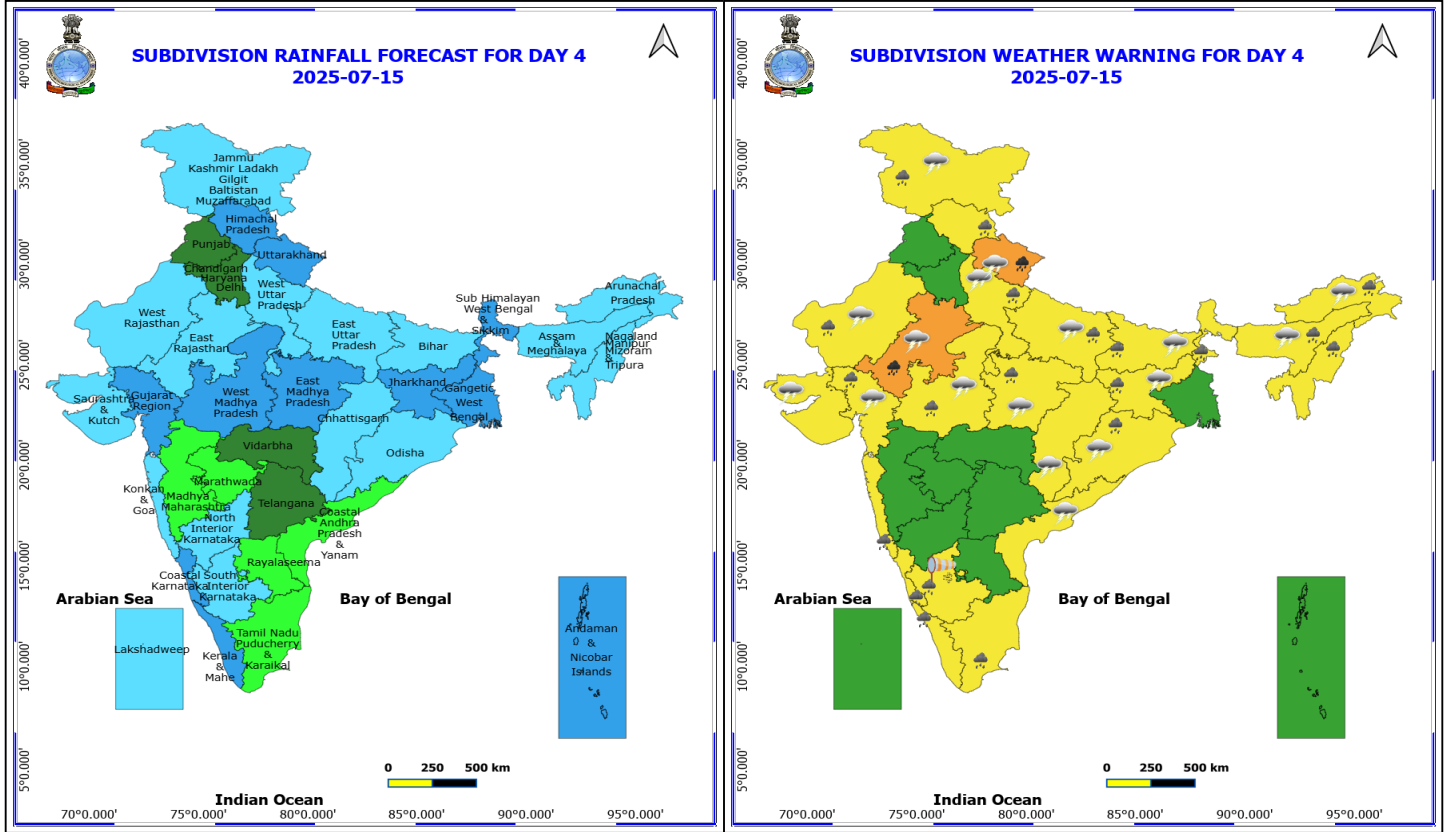 SUBDIVISION RAINFALL FORECAST FOR DAY 4
2025-07-15
40°0.000'
35°0.000'
30°0.000'
25°0.000'
20°0.000'
15°0.000'
10°0.000'
5°0.000'
Jammu
Kashmir Ladakh
Gilgit
Baltistan
Muzaffarabad
Himachal
Pradesh
Punjab
Uttarakhand
Chandigarh
Haryana
Delhi
West
Uttar
Pradesh
West
Rajasthan
East
Rajasthan
East
Uttar
Pradesh
Bihar
Sub Himalayan
West Bengal
&
Sikkim
Arunachal
Pradesh
Assam
&
Meghalaya
Nagaland
Manipur
Mizoram
&
Tripura
Saurashtra
&
Kutch
Gujarat
Region
West
Madhya
Pradesh
East
Madhya
Pradesh
Jharkhand
Gangetic
West
Bengal
Chhattisgarh
Odisha
Vidarbha
Marathwada
Madhya
Maharashtra
Konkan
&
Goa
Telangana
North
Interior
Karnataka
Coastal
Andhra
Pradesh
&
Yanam
Rayalaseema
Coastal
Karnataka
South
Interior
Karnataka
Arabian Sea
Bay of Bengal
Lakshadweep
Tamil Nadu
Puducherry
&
Karaikal
Kerala
&
Mahe
Andaman
&
Nicobar
Islands
0 250 500 km
Indian Ocean
70°0.000' 75°0.000' 80°0.000' 85°0.000' 90°0.000' 95°0.000'
SUBDIVISION WEATHER WARNING FOR DAY 4
2025-07-15
40°0.000'
35°0.000'
30°0.000'
25°0.000'
20°0.000'
15°0.000'
10°0.000'
5°0.000'
Arabian Sea
Bay of Bengal
0 250 500 km
Indian Ocean
70°0.000' 75°0.000' 80°0.000' 85°0.000' 90°0.000' 95°0.000'